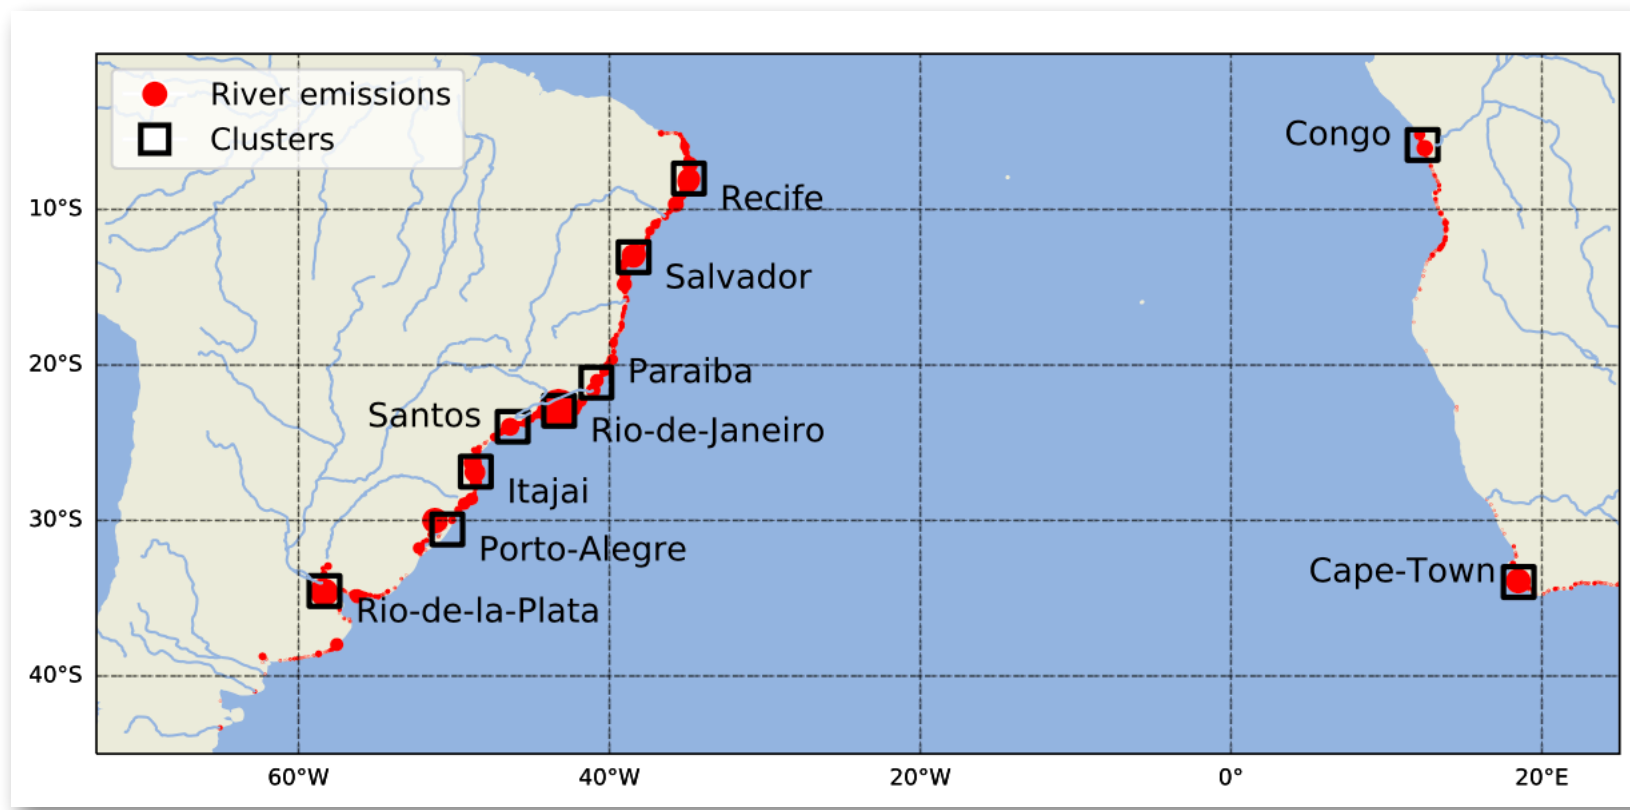 River emissions
Clusters
Congo
Recife
Salvador
Paraiba
Santos
Rio-de-Janeiro
Itajai
Porto-Alegre
Cape-Town
Rio-de-la-Plata
10°S
20°S
30°S
40°S
60°W
40°W
20°W
0°
20°E